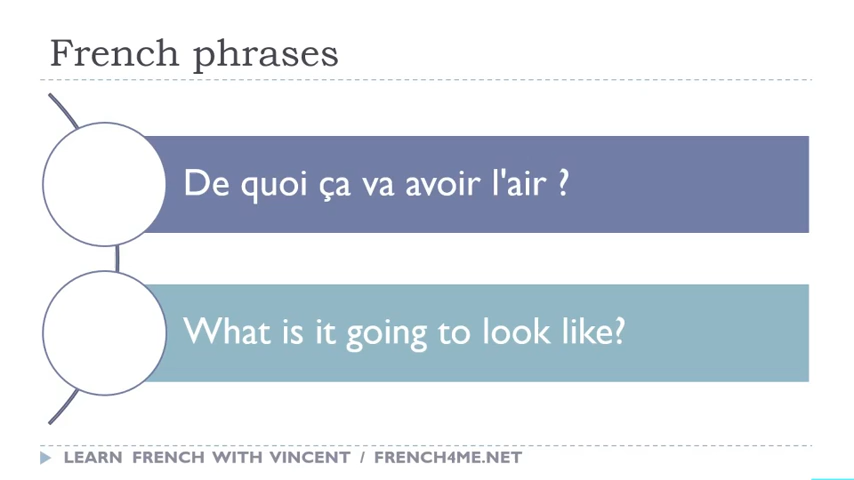 French phrases
De quoi ça va avoir l'air ?
What is it going to look like?
LEARN FRENCH WITH VINCENT / FRENCH4ME.NET